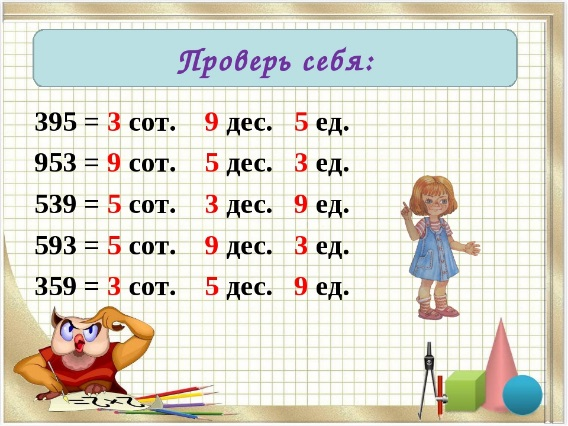 Проверь себя:
395 = 3 сот. 9 дес. 5 ед.
953 = 9 сот. 5 дес. 3 ед.
539 = 5 сот. 3 дес. 9 ед.
593 = 5 сот. 9 дес. 3 ед.
359 = 3 сот. 5 дес. 9 ед.